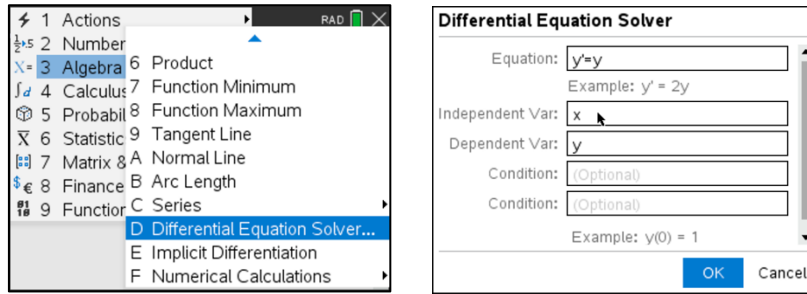 1 Actions
RAD
2 Number
3 Algebra
4 Calculus
5 Probabil
6 Statistic
7 Matrix &
8 Finance
9 Function
6 Product
7 Function Minimum
8 Function Maximum
9 Tangent Line
A Normal Line
B Arc Length
C Series
D Differential Equation Solver...
E Implicit Differentiation
F Numerical Calculations
Differential Equation Solver
Equation: y'=y
Example: y' = 2y
Independent Var: x
Dependent Var: y
Condition: (Optional)
Condition: (Optional)
Example: y(0) = 1
OK Cancel